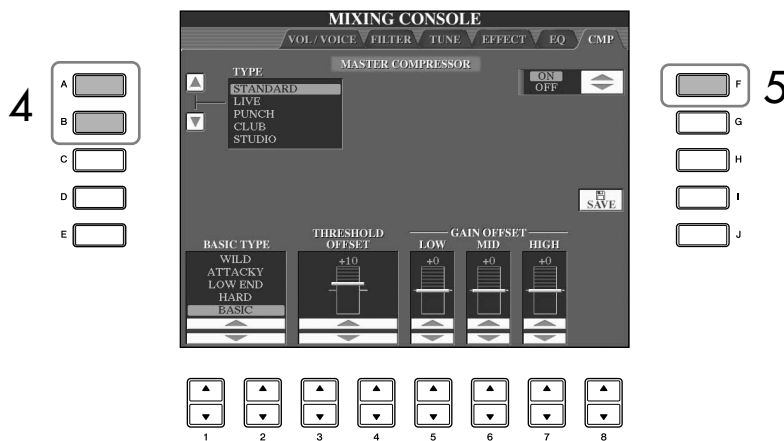 MIXING CONSOLE
VOL / VOICE FILTER TUNE EFFECT EQ CMP
MASTER COMPRESSOR
TYPE
STANDARD
LIVE
PUNCH
CLUB
STUDIO
ON
OFF
SAVE
BASIC TYPE
WILD
ATTACKY
LOW END
HARD
BASIC
THRESHOLD
OFFSET
+10
GAIN OFFSET
LOW MID HIGH
+0 +0 +0
4
A
B
C
D
E
5
F
G
H
I
J
1 2 3 4 5 6 7 8